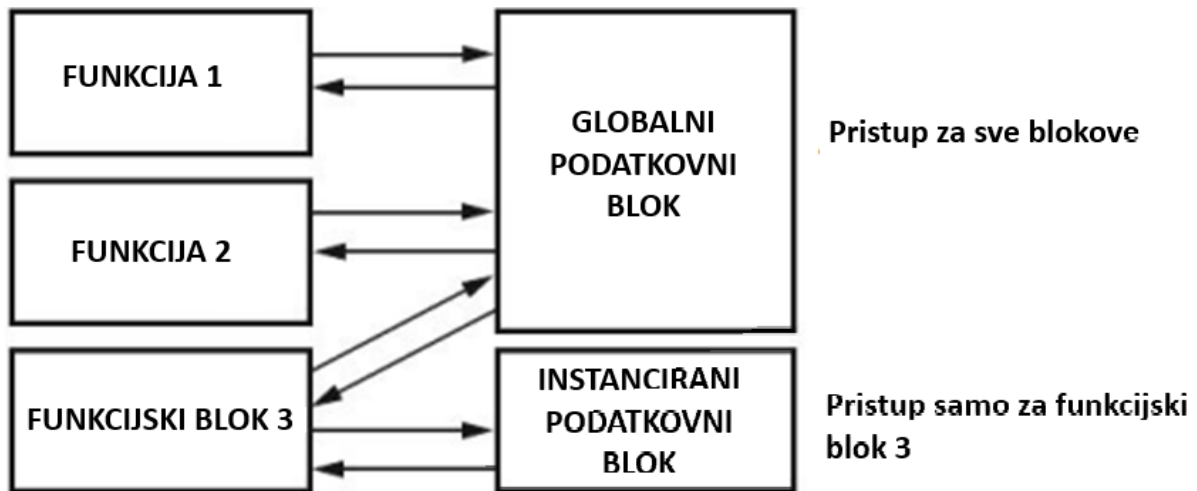 FUNKCIJA 1
GLOBALNI
PODATKOVNI
BLOK
Pristup za sve blokove
FUNKCIJA 2
FUNKCIJSKI BLOK 3
INSTANCIRANI
PODATKOVNI
BLOK
Pristup samo za funkcijski
blok 3